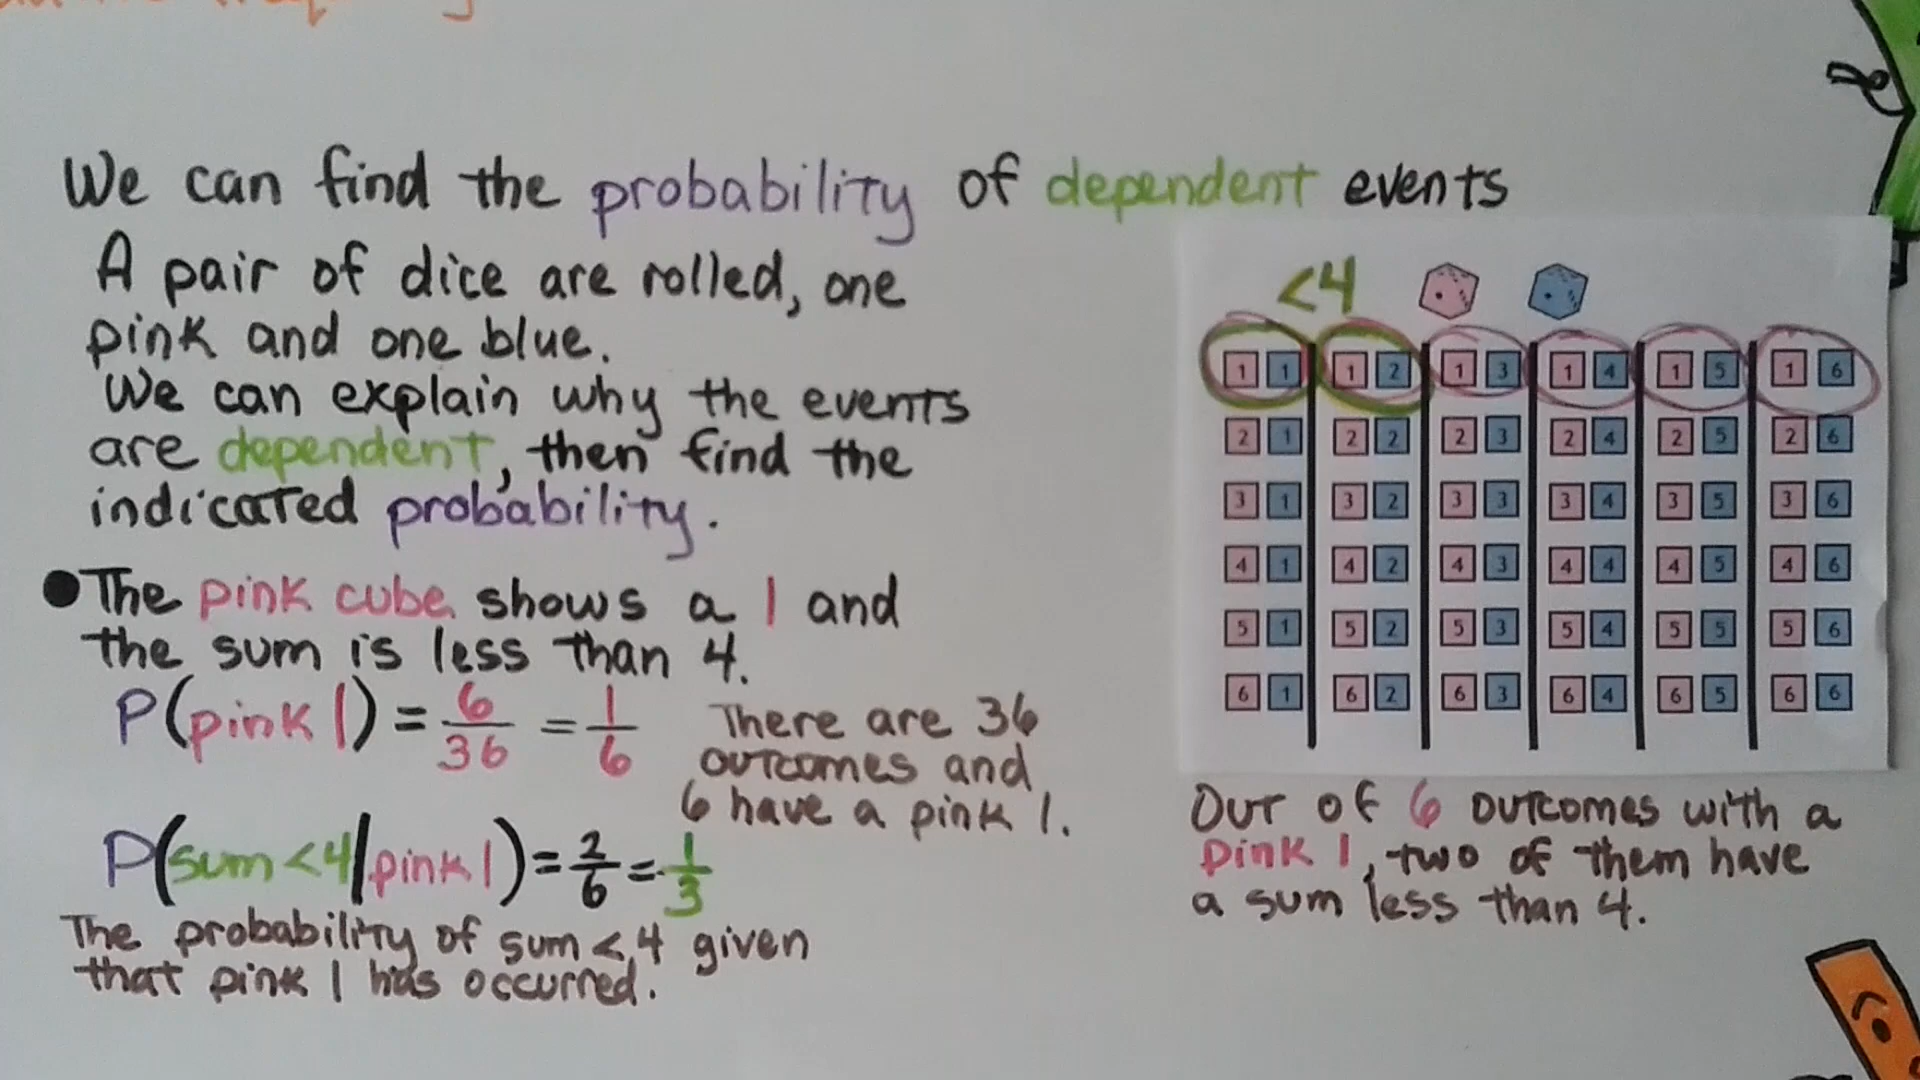 We can find the probability of dependent events
A pair of dice are rolled, one
pink and one blue.
We can explain why the events
are dependent, then find the
indicated probability.
●The pink cube shows a 1 and
the sum is less than 4.
P(pink 1) = 6/36 = 1/6
There are 36
outcomes and
6 have a pink 1.
P(sum <4|pink 1) = 2/6 = 1/3
The probability of sum < 4 given
that pink 1 has occurred.
<4
1 1 1 2 1 3 1 4 1 5 1 6
2 1 2 2 2 3 2 4 2 5 2 6
3 1 3 2 3 3 3 4 3 5 3 6
4 1 4 2 4 3 4 4 4 5 4 6
5 1 5 2 5 3 5 4 5 5 5 6
6 1 6 2 6 3 6 4 6 5 6 6
Out of 6 outcomes with a
pink 1, two of them have
a sum less than 4.